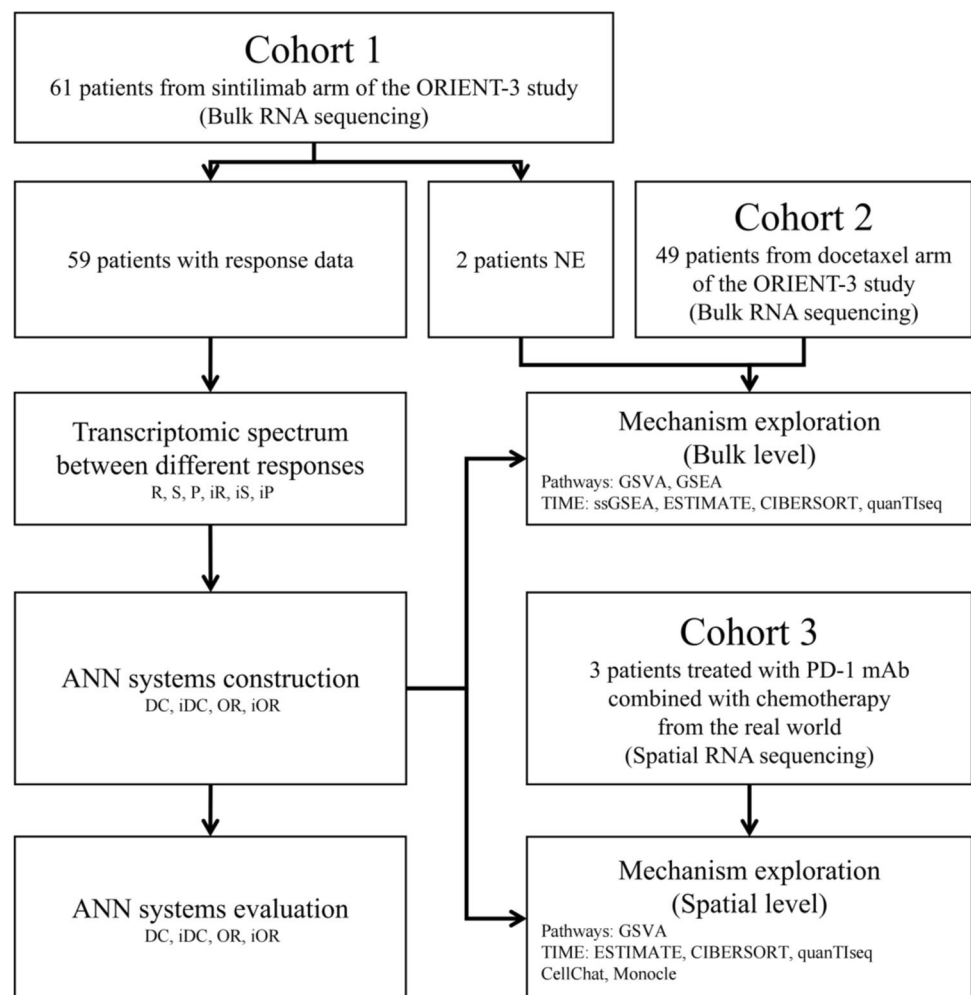 Cohort 1
61 patients from sintilimab arm of the ORIENT-3 study
(Bulk RNA sequencing)
59 patients with response data
2 patients NE
Cohort 2
49 patients from docetaxel arm
of the ORIENT-3 study
(Bulk RNA sequencing)
Transcriptomic spectrum
between different responses
R, S, P, iR, iS, iP
Mechanism exploration
(Bulk level)
Pathways: GSVA, GSEA
TIME: ssGSEA, ESTIMATE, CIBERSORT, quanTIseq
ANN systems construction
DC, iDC, OR, iOR
Cohort 3
3 patients treated with PD-1 mAb
combined with chemotherapy
from the real world
(Spatial RNA sequencing)
ANN systems evaluation
DC, iDC, OR, iOR
Mechanism exploration
(Spatial level)
Pathways: GSVA
TIME: ESTIMATE, CIBERSORT, quanTIseq
CellChat, Monocle